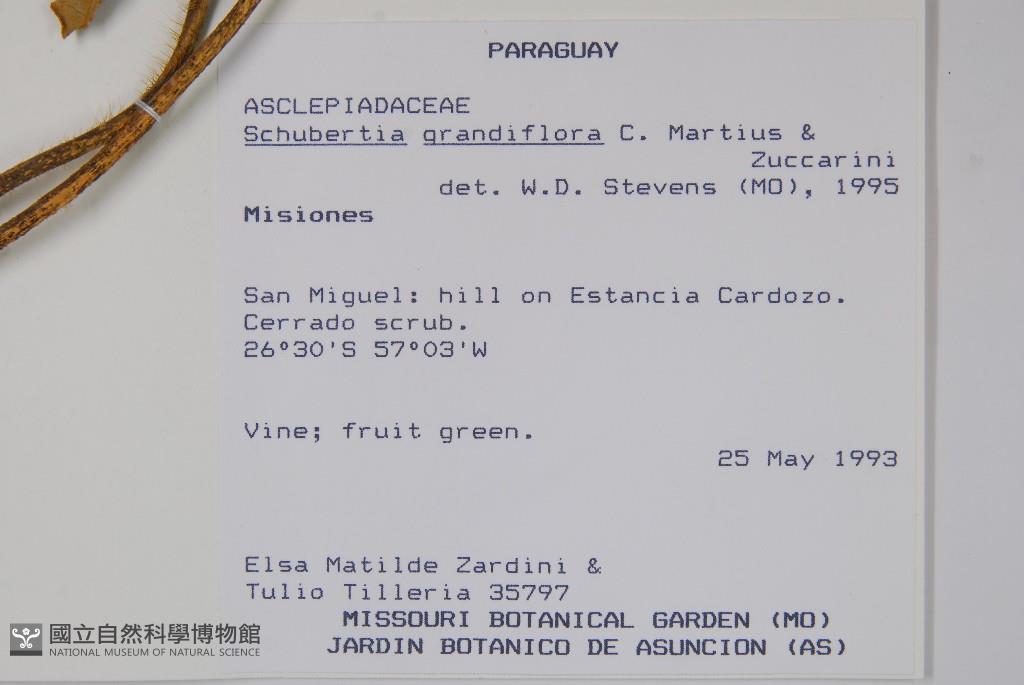 PARAGUAY
ASCLEPIADACEAE
Schubertia grandiflora C. Martius &
Zuccarini
det. W.D. Stevens (MO), 1995
Misiones
San Miguel: hill on Estancia Cardozo.
Cerrado scrub.
26°30'S 57°03'W
Vine; fruit green.
25 May 1993
Elsa Matilde Zardini &
Tulio Tilleria 35797
MISSOURI BOTANICAL GARDEN (MO)
JARDIN BOTANICO DE ASUNCION (AS)
國立自然科學博物館
NATIONAL MUSEUM OF NATURAL SCIENCE